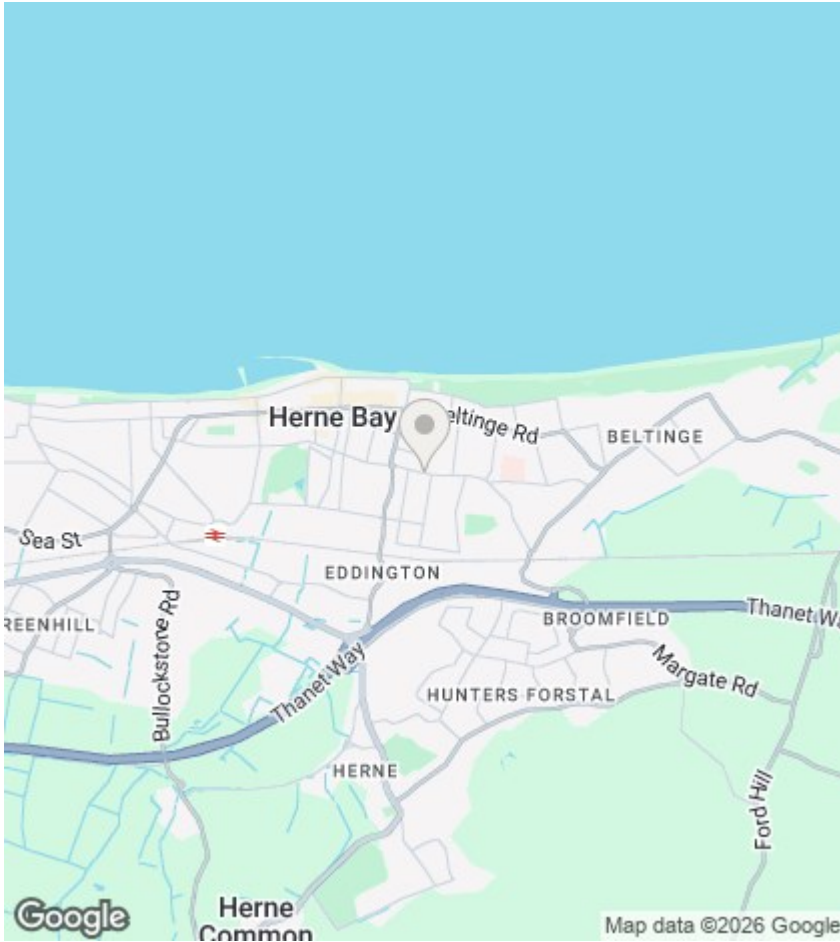 Herne Bay
eltinge Rd
BELTINGE
Sea St
EDDINGTON
REENHILL
Bullockstone Rd
BROOMFIELD
Thanet Wa
Thanet Way
Margate Rd
HUNTERS FORSTAL
HERNE
Ford Hill
Herne
Common
Google
Map data ©2026 Google